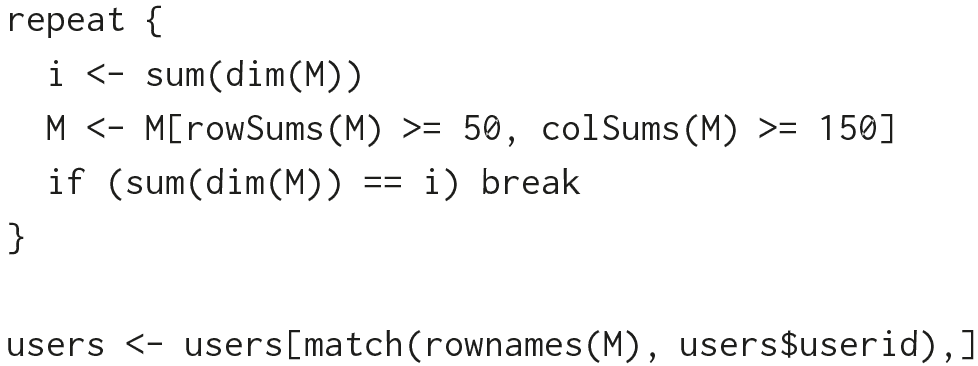 repeat {
  i <- sum(dim(M))
  M <- M[rowSums(M) >= 50, colSums(M) >= 150]
  if (sum(dim(M)) == i) break
}

users <- users[match(rownames(M), users$userid),]